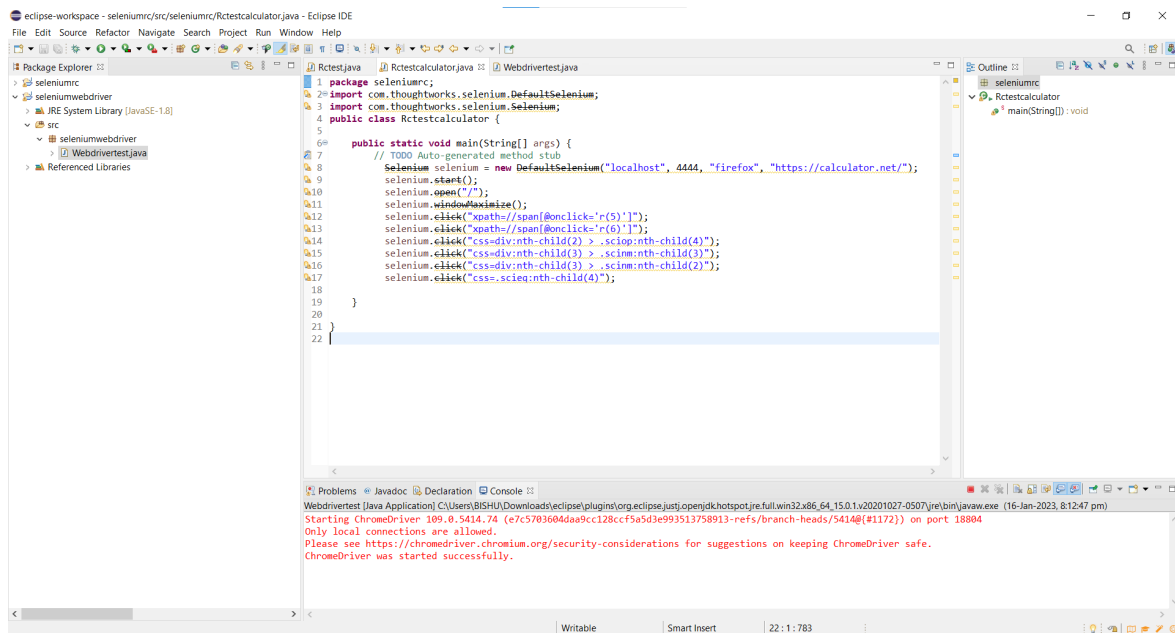 eclipse-workspace - seleniumrc/src/seleniumrc/Rctestcalculator.java - Eclipse IDE
File Edit Source Refactor Navigate Search Project Run Window Help
Package Explorer
seleniumrc
seleniumwebdriver
JRE System Library [JavaSE-1.8]
src
seleniumwebdriver
Webdrivertest.java
Referenced Libraries
Rctest.java Rctestcalculator.java Webdrivertest.java
1 package seleniumrc;
2 import com.thoughtworks.selenium.DefaultSelenium;
3 import com.thoughtworks.selenium.Selenium;
4 public class Rctestcalculator {
5
6 public static void main(String[] args) {
7 // TODO Auto-generated method stub
8 Selenium selenium = new DefaultSelenium("localhost", 4444, "firefox", "https://calculator.net/");
9 selenium.start();
10 selenium.open("/");
11 selenium.windowMaximize();
12 selenium.click("xpath=//span[@onclick='r(5)']");
13 selenium.click("xpath=//span[@onclick='r(6)']");
14 selenium.click("css=div:nth-child(2) > .sciop:nth-child(4)");
15 selenium.click("css=div:nth-child(3) > .scinm:nth-child(3)");
16 selenium.click("css=div:nth-child(3) > .scinm:nth-child(2)");
17 selenium.click("css=.scieq:nth-child(4)");
18
19 }
20
21 }
22
Outline
seleniumrc
Rctestcalculator
main(String[]) : void
Problems Javadoc Declaration Console
Webdrivertest [Java Application] C:\Users\BISHU\Downloads\eclipse\plugins\org.eclipse.justj.openjdk.hotspot.jre.full.win32.x86_64_15.0.1.v20201027-0507\jre\bin\javaw.exe (16-Jan-2023, 8:12:47 pm)
Starting ChromeDriver 109.0.5414.74 (e7c5703604daa9cc128ccf5a5d3e993513758913-refs/branch-heads/5414@{#1172}) on port 18804
Only local connections are allowed.
Please see https://chromedriver.chromium.org/security-considerations for suggestions on keeping ChromeDriver safe.
ChromeDriver was started successfully.
Writable Smart Insert 22 : 1 : 783